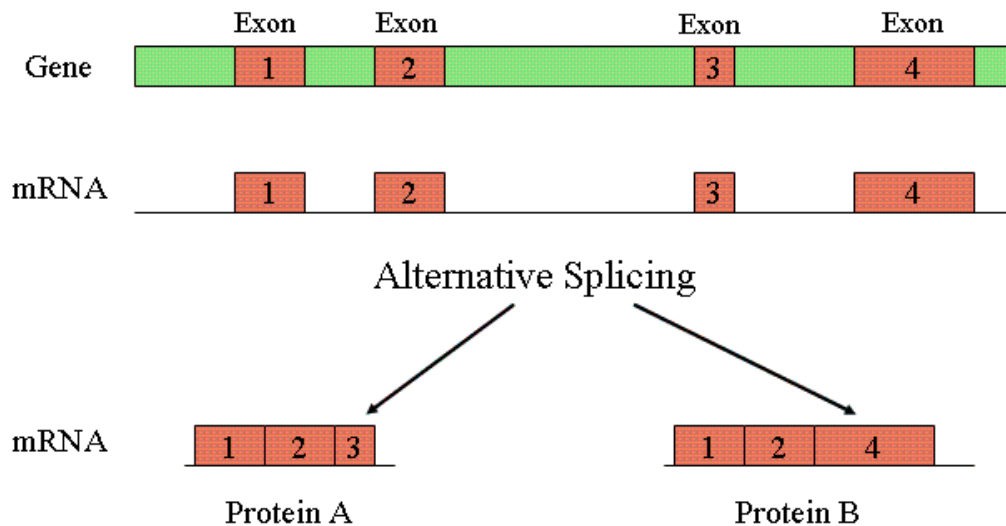 Exon Exon Exon Exon
Gene 1 2 3 4
mRNA 1 2 3 4
Alternative Splicing
mRNA 1 2 3 1 2 4
Protein A Protein B